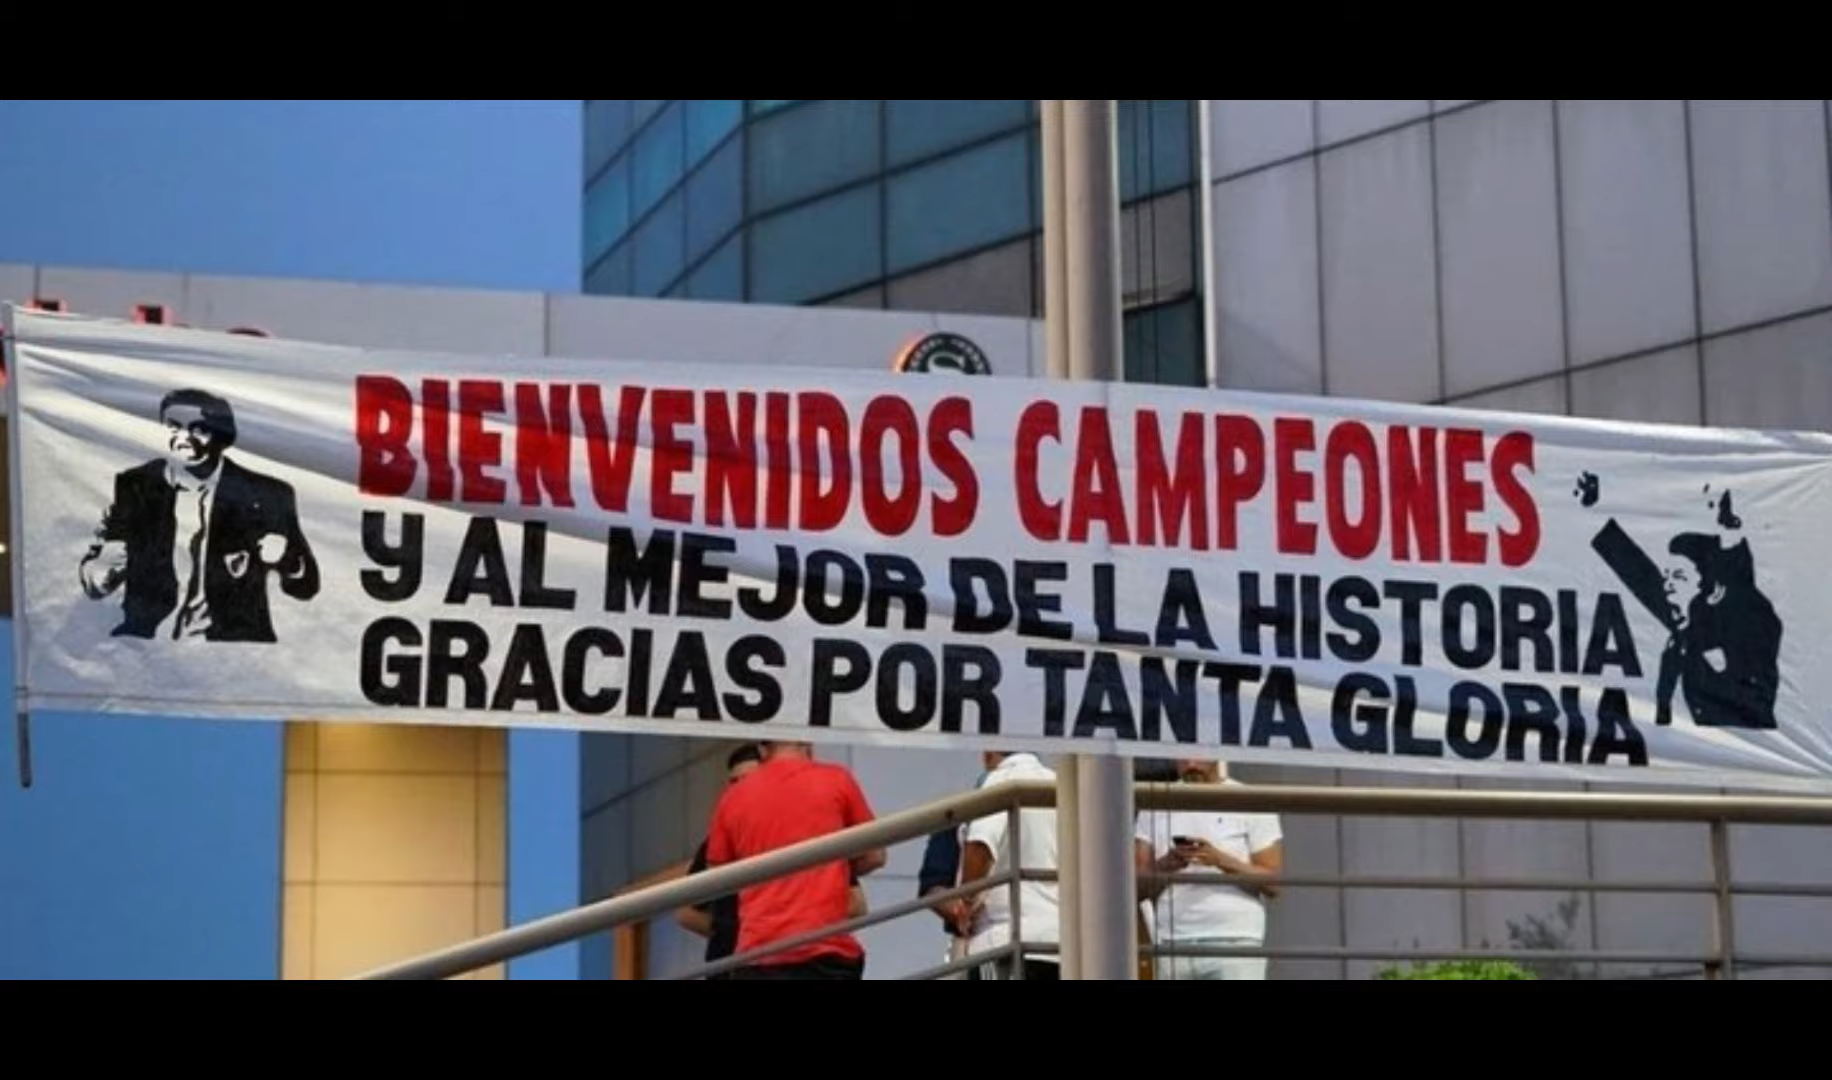 BIENVENIDOS CAMPEONES
Y AL MEJOR DE LA HISTORIA
GRACIAS POR TANTA GLORIA